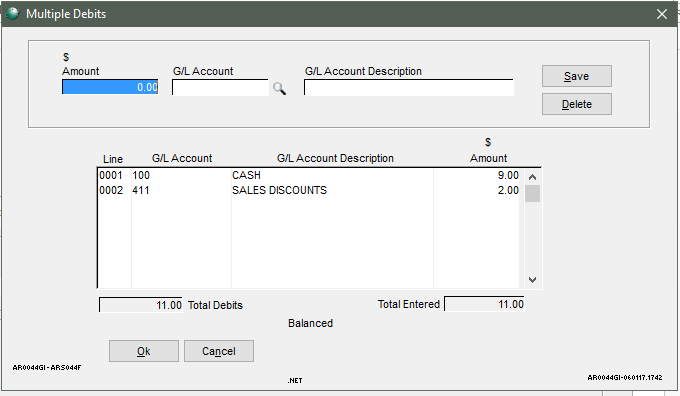 Multiple Debits
$
Amount G/L Account G/L Account Description
0.00
Save
Delete
$
Line G/L Account G/L Account Description Amount
0001 100 CASH 9.00
0002 411 SALES DISCOUNTS 2.00
11.00 Total Debits Total Entered 11.00
Balanced
Ok Cancel
AR0044GI - ARS044F
.NET
AR0044GI-060117.1742